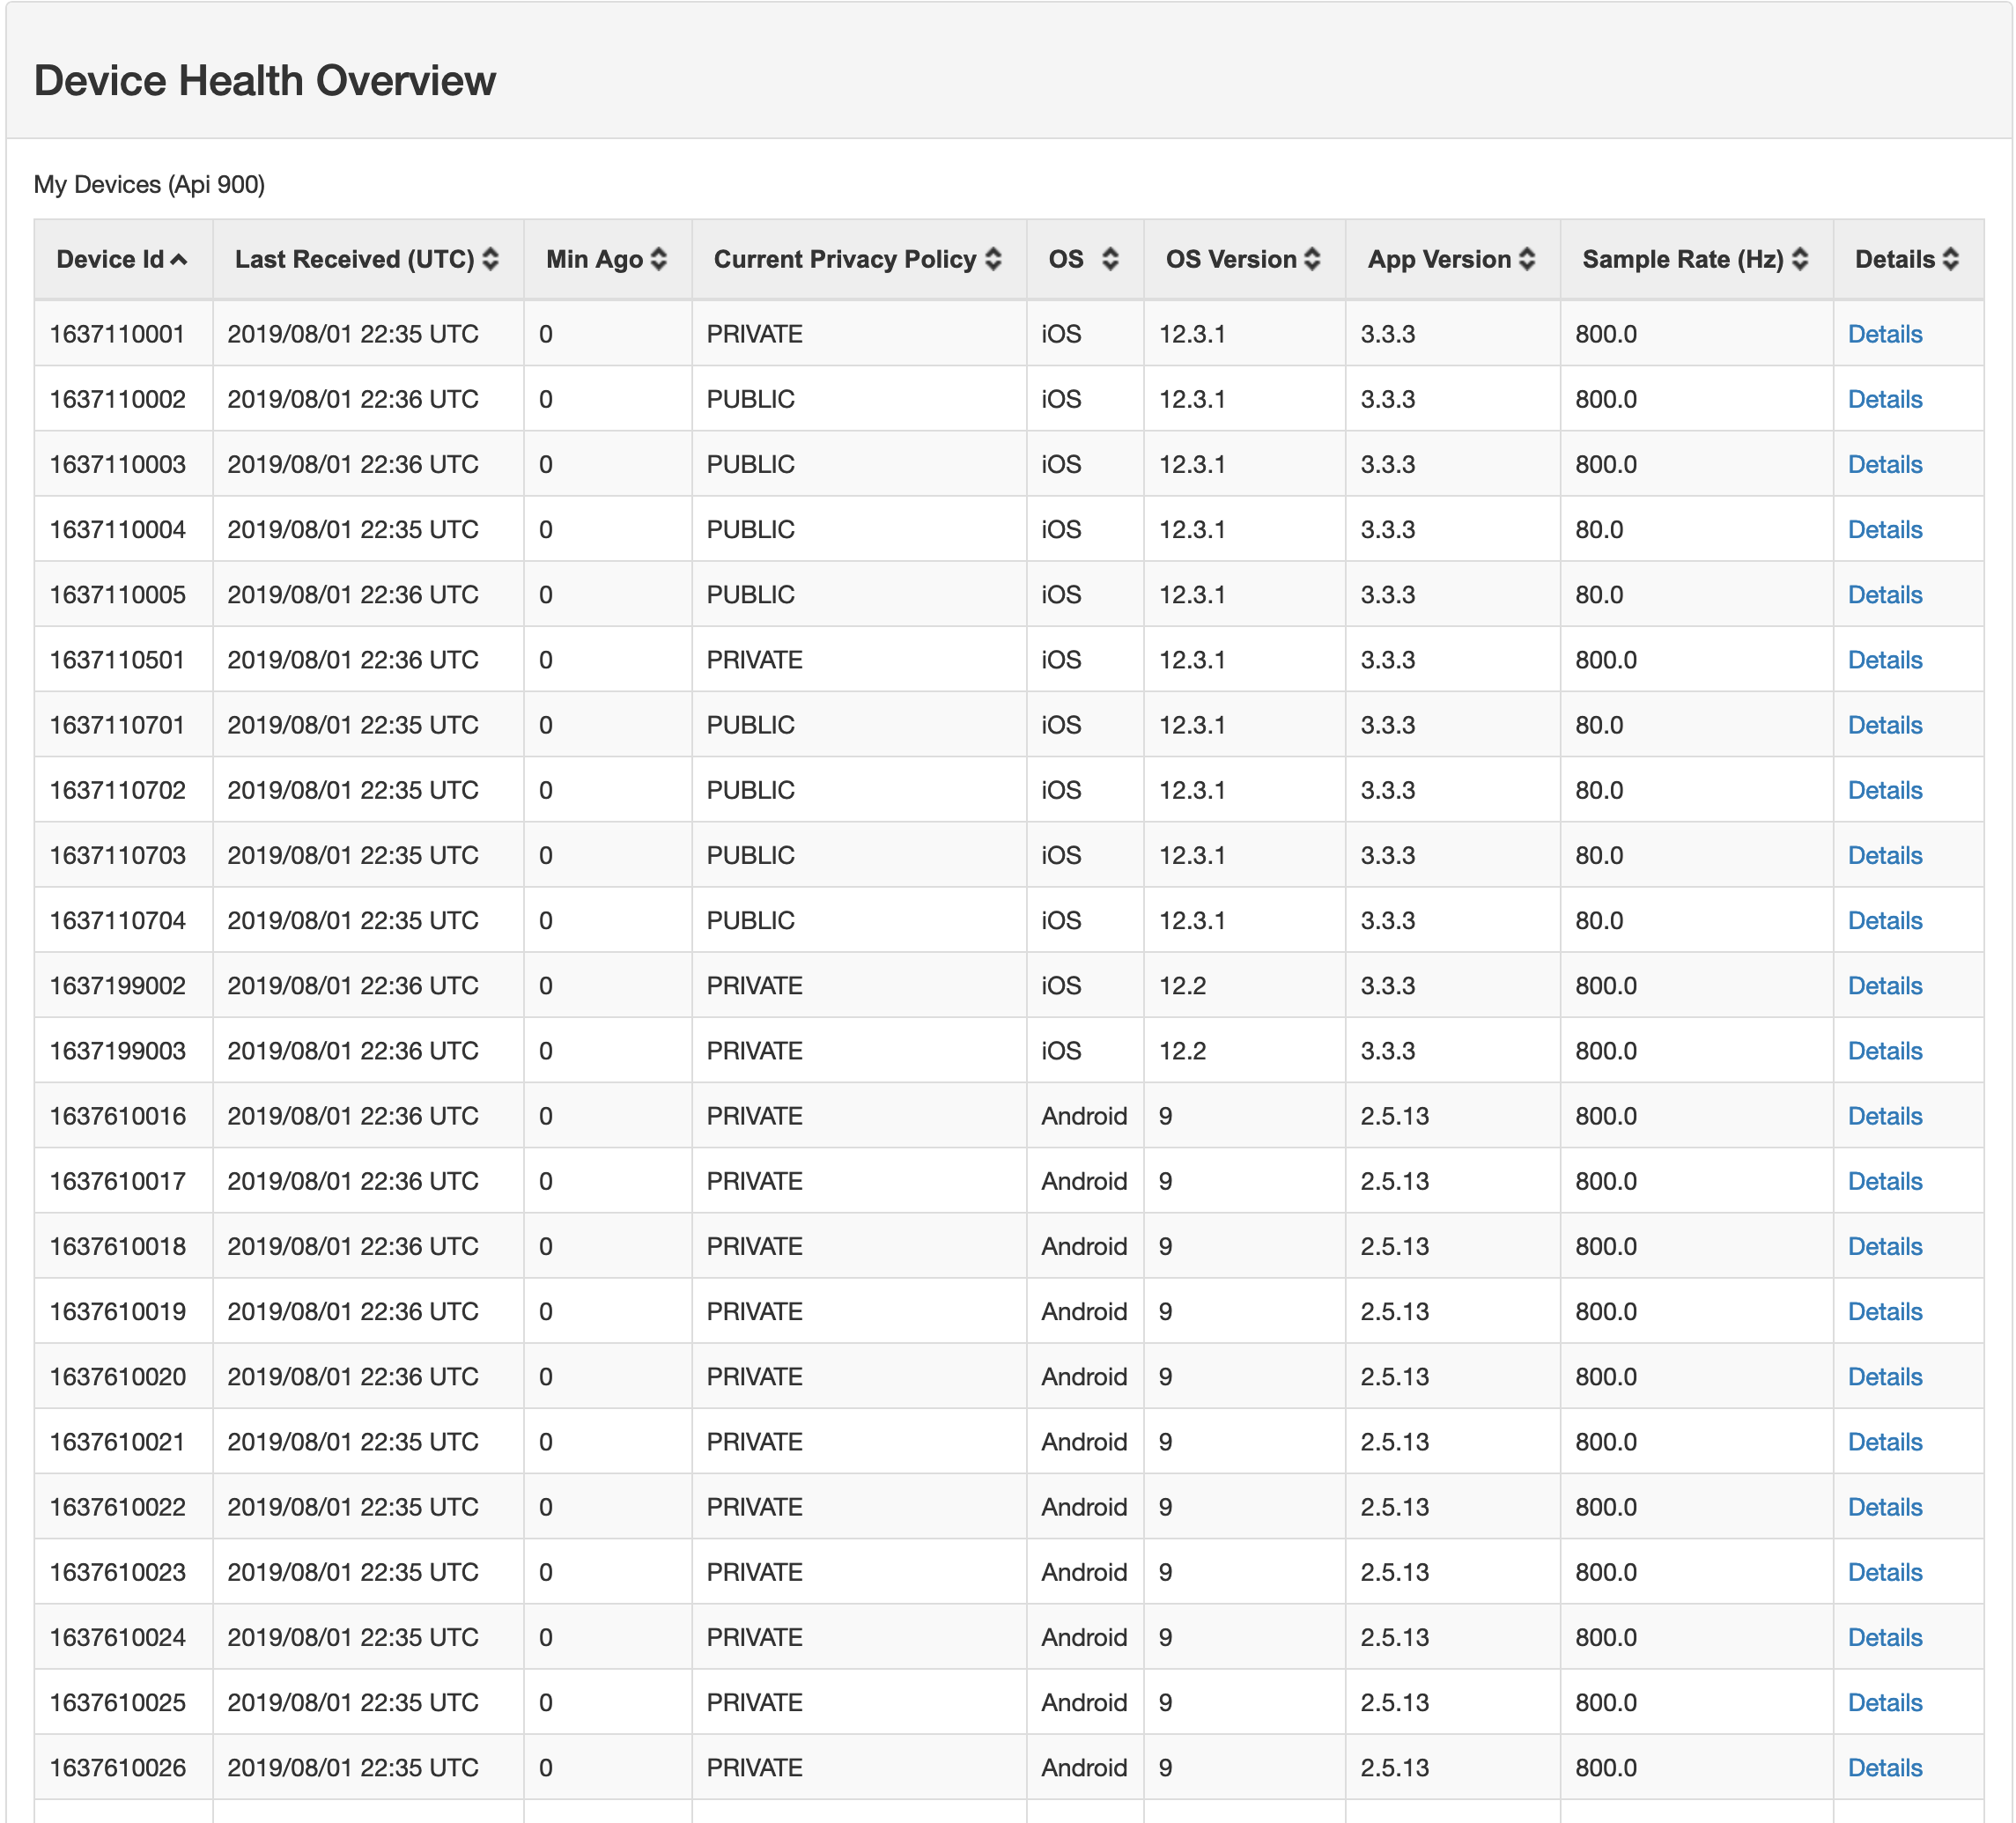 Device Health Overview
My Devices (Api 900)
Device Id Last Received (UTC) Min Ago Current Privacy Policy OS OS Version App Version Sample Rate (Hz) Details
1637110001 2019/08/01 22:35 UTC 0 PRIVATE iOS 12.3.1 3.3.3 800.0 Details
1637110002 2019/08/01 22:36 UTC 0 PUBLIC iOS 12.3.1 3.3.3 800.0 Details
1637110003 2019/08/01 22:36 UTC 0 PUBLIC iOS 12.3.1 3.3.3 800.0 Details
1637110004 2019/08/01 22:35 UTC 0 PUBLIC iOS 12.3.1 3.3.3 80.0 Details
1637110005 2019/08/01 22:36 UTC 0 PUBLIC iOS 12.3.1 3.3.3 80.0 Details
1637110501 2019/08/01 22:36 UTC 0 PRIVATE iOS 12.3.1 3.3.3 800.0 Details
1637110701 2019/08/01 22:35 UTC 0 PUBLIC iOS 12.3.1 3.3.3 80.0 Details
1637110702 2019/08/01 22:35 UTC 0 PUBLIC iOS 12.3.1 3.3.3 80.0 Details
1637110703 2019/08/01 22:35 UTC 0 PUBLIC iOS 12.3.1 3.3.3 80.0 Details
1637110704 2019/08/01 22:35 UTC 0 PUBLIC iOS 12.3.1 3.3.3 80.0 Details
1637199002 2019/08/01 22:36 UTC 0 PRIVATE iOS 12.2 3.3.3 800.0 Details
1637199003 2019/08/01 22:36 UTC 0 PRIVATE iOS 12.2 3.3.3 800.0 Details
1637610016 2019/08/01 22:36 UTC 0 PRIVATE Android 9 2.5.13 800.0 Details
1637610017 2019/08/01 22:36 UTC 0 PRIVATE Android 9 2.5.13 800.0 Details
1637610018 2019/08/01 22:36 UTC 0 PRIVATE Android 9 2.5.13 800.0 Details
1637610019 2019/08/01 22:36 UTC 0 PRIVATE Android 9 2.5.13 800.0 Details
1637610020 2019/08/01 22:36 UTC 0 PRIVATE Android 9 2.5.13 800.0 Details
1637610021 2019/08/01 22:35 UTC 0 PRIVATE Android 9 2.5.13 800.0 Details
1637610022 2019/08/01 22:35 UTC 0 PRIVATE Android 9 2.5.13 800.0 Details
1637610023 2019/08/01 22:35 UTC 0 PRIVATE Android 9 2.5.13 800.0 Details
1637610024 2019/08/01 22:35 UTC 0 PRIVATE Android 9 2.5.13 800.0 Details
1637610025 2019/08/01 22:35 UTC 0 PRIVATE Android 9 2.5.13 800.0 Details
1637610026 2019/08/01 22:35 UTC 0 PRIVATE Android 9 2.5.13 800.0 Details